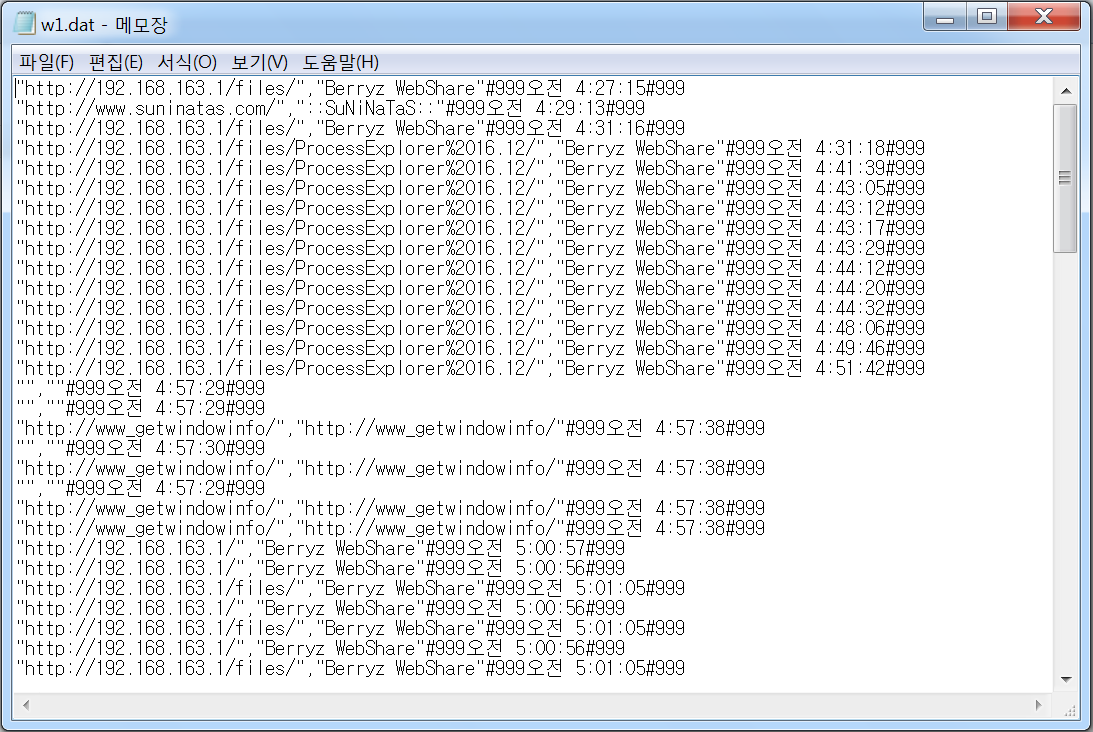 w1.dat - 메모장
파일(F) 편집(E) 서식(O) 보기(V) 도움말(H)
"http://192.168.163.1/files/","Berryz WebShare"#999오전 4:27:15#999
"http://www.suninatas.com/","::SuNiNaTaS::"#999오전 4:29:13#999
"http://192.168.163.1/files/","Berryz WebShare"#999오전 4:31:16#999
"http://192.168.163.1/files/ProcessExplorer%2016.12/","Berryz WebShare"#999오전 4:31:18#999
"http://192.168.163.1/files/ProcessExplorer%2016.12/","Berryz WebShare"#999오전 4:41:39#999
"http://192.168.163.1/files/ProcessExplorer%2016.12/","Berryz WebShare"#999오전 4:43:05#999
"http://192.168.163.1/files/ProcessExplorer%2016.12/","Berryz WebShare"#999오전 4:43:12#999
"http://192.168.163.1/files/ProcessExplorer%2016.12/","Berryz WebShare"#999오전 4:43:17#999
"http://192.168.163.1/files/ProcessExplorer%2016.12/","Berryz WebShare"#999오전 4:43:29#999
"http://192.168.163.1/files/ProcessExplorer%2016.12/","Berryz WebShare"#999오전 4:44:12#999
"http://192.168.163.1/files/ProcessExplorer%2016.12/","Berryz WebShare"#999오전 4:44:20#999
"http://192.168.163.1/files/ProcessExplorer%2016.12/","Berryz WebShare"#999오전 4:44:32#999
"http://192.168.163.1/files/ProcessExplorer%2016.12/","Berryz WebShare"#999오전 4:48:06#999
"http://192.168.163.1/files/ProcessExplorer%2016.12/","Berryz WebShare"#999오전 4:49:46#999
"http://192.168.163.1/files/ProcessExplorer%2016.12/","Berryz WebShare"#999오전 4:51:42#999
"",""#999오전 4:57:29#999
"",""#999오전 4:57:29#999
"http://www_getwindowinfo/","http://www_getwindowinfo/"#999오전 4:57:38#999
"",""#999오전 4:57:30#999
"http://www_getwindowinfo/","http://www_getwindowinfo/"#999오전 4:57:38#999
"",""#999오전 4:57:29#999
"http://www_getwindowinfo/","http://www_getwindowinfo/"#999오전 4:57:38#999
"http://www_getwindowinfo/","http://www_getwindowinfo/"#999오전 4:57:38#999
"http://192.168.163.1/","Berryz WebShare"#999오전 5:00:57#999
"http://192.168.163.1/","Berryz WebShare"#999오전 5:00:56#999
"http://192.168.163.1/files/","Berryz WebShare"#999오전 5:01:05#999
"http://192.168.163.1/","Berryz WebShare"#999오전 5:00:56#999
"http://192.168.163.1/files/","Berryz WebShare"#999오전 5:01:05#999
"http://192.168.163.1/","Berryz WebShare"#999오전 5:00:56#999
"http://192.168.163.1/files/","Berryz WebShare"#999오전 5:01:05#999